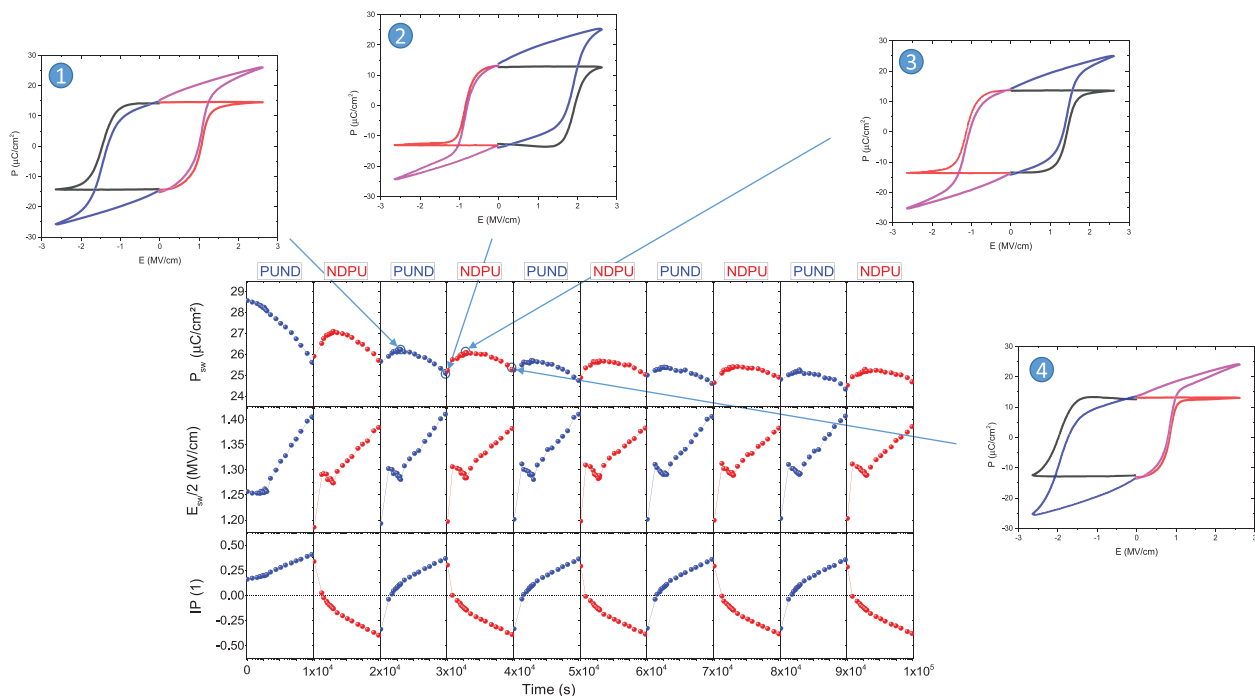 1
30
20
10
0
-10
-20
-30
P (µC/cm²)
-3 -2 -1 0 1 2 3
E (MV/cm)
2
30
20
10
0
-10
-20
-30
P (µC/cm²)
-3 -2 -1 0 1 2 3
E (MV/cm)
3
30
20
10
0
-10
-20
-30
P (µC/cm²)
-3 -2 -1 0 1 2 3
E (MV/cm)
PUND NDPU PUND NDPU PUND NDPU PUND NDPU PUND NDPU
29
28
27
26
25
24
P_sw (µC/cm²)
1.40
1.35
1.30
1.25
1.20
E_sw/2 (MV/cm)
0.50
0.25
0.00
-0.25
-0.50
IP (1)
0 1x10⁴ 2x10⁴ 3x10⁴ 4x10⁴ 5x10⁴ 6x10⁴ 7x10⁴ 8x10⁴ 9x10⁴ 1x10⁵
Time (s)
4
30
20
10
0
-10
-20
-30
P (µC/cm²)
-3 -2 -1 0 1 2 3
E (MV/cm)